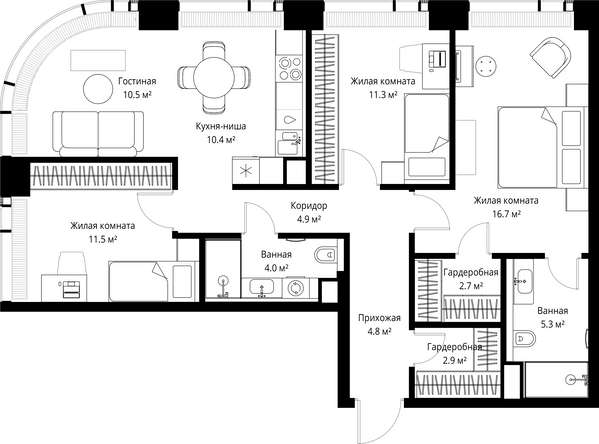 Гостиная
10.5 м²
Кухня-ниша
10.4 м²
Жилая комната
11.3 м²
Жилая комната
16.7 м²
Коридор
4.9 м²
Жилая комната
11.5 м²
Ванная
4.0 м²
Гардеробная
2.7 м²
Ванная
5.3 м²
Прихожая
4.8 м²
Гардеробная
2.9 м²